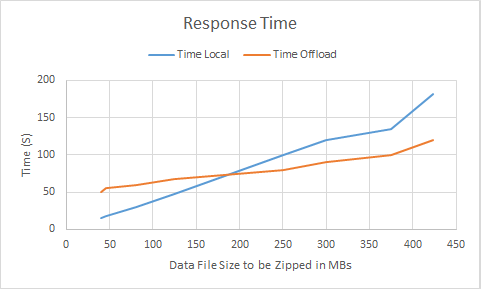 Response Time
Time Local Time Offload
200
150
100
50
0
Time (S)
0 50 100 150 200 250 300 350 400 450
Data File Size to be Zipped in MBs